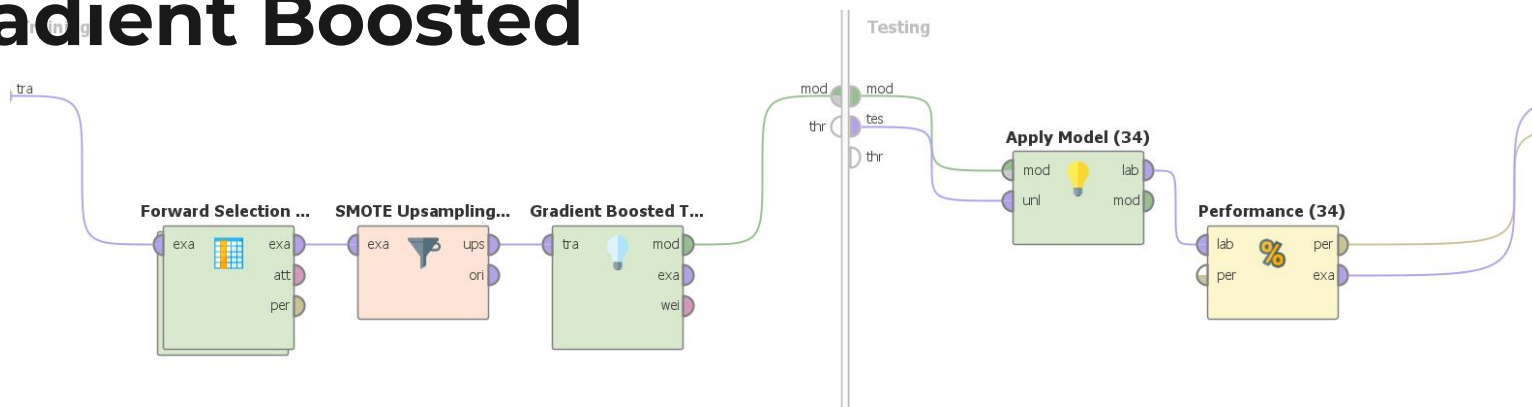 adient Boosted
Testing
tra
mod
thr
mod
tes
thr
Forward Selection ...
exa
exa
att
per
SMOTE Upsampling...
exa
ups
ori
Gradient Boosted T...
tra
mod
exa
wei
Apply Model (34)
mod
lab
unl
mod
Performance (34)
lab
per
per
exa
%